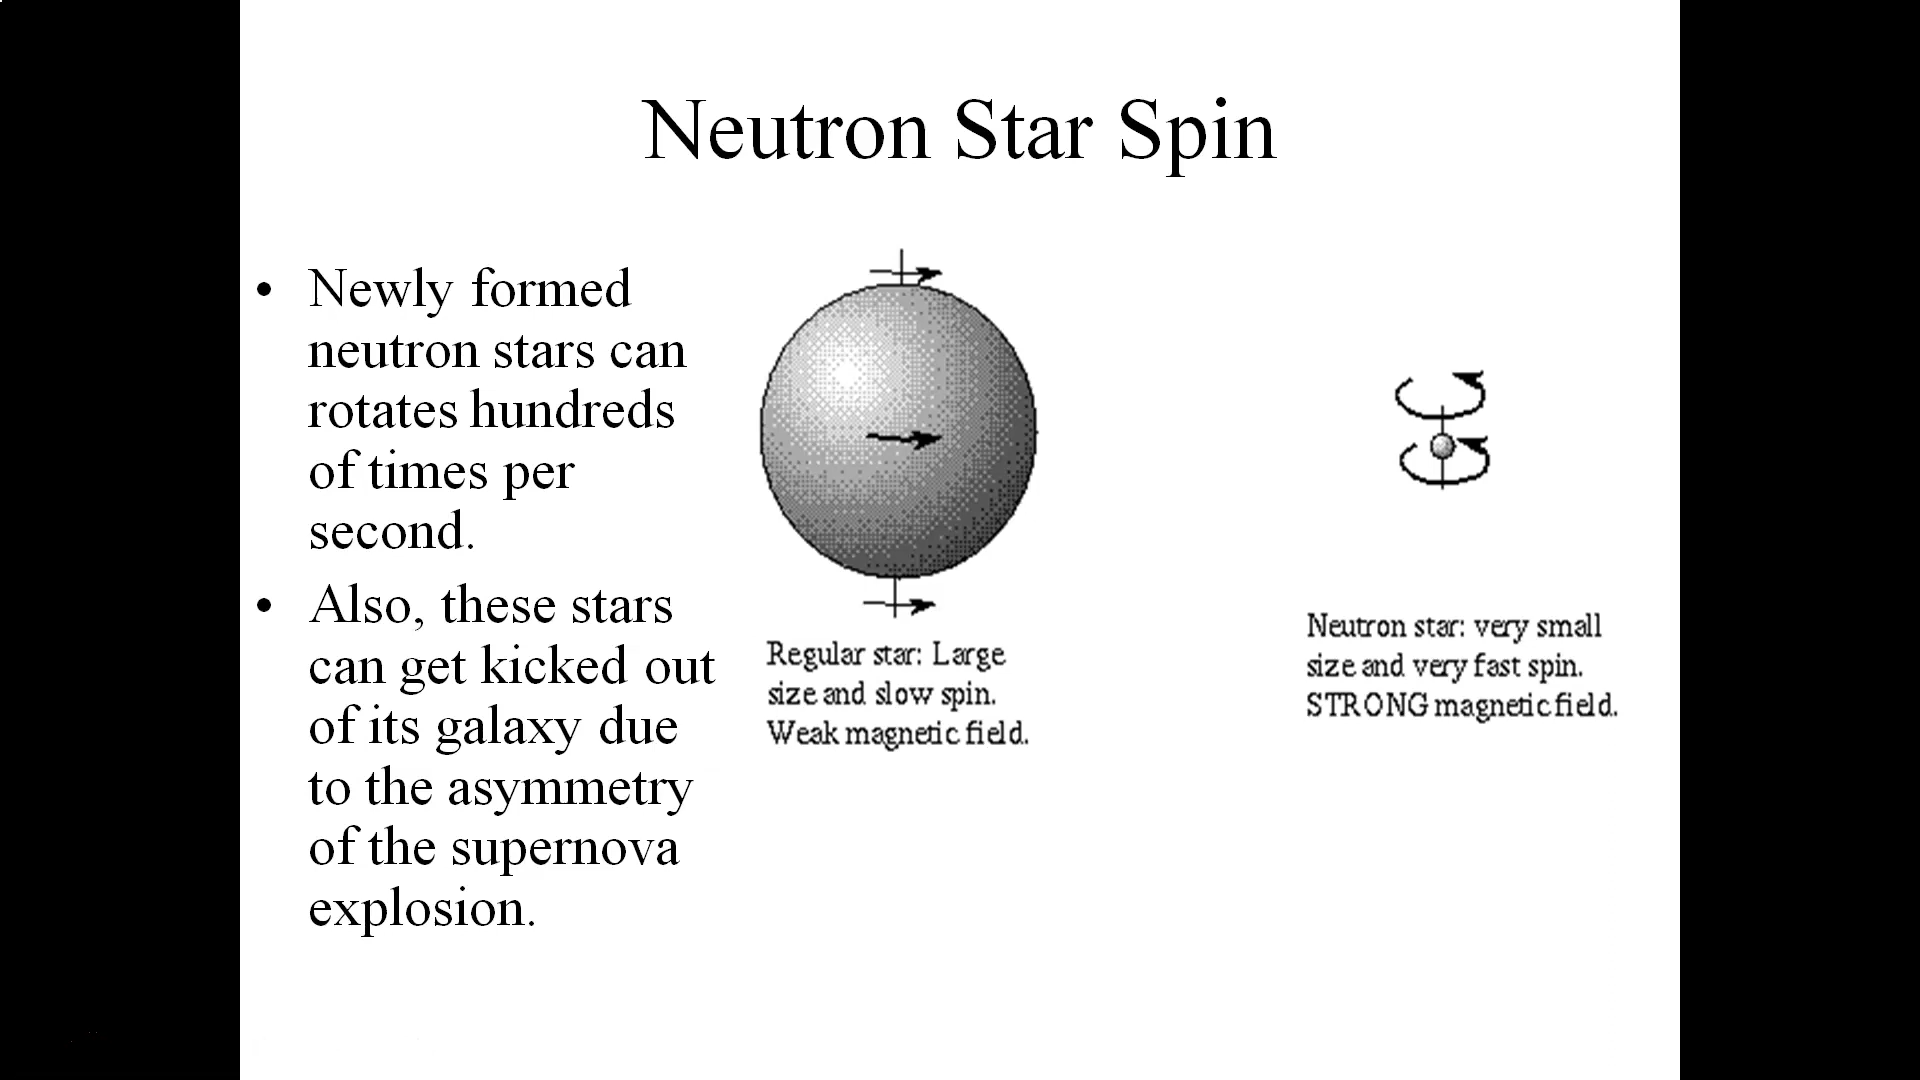 Neutron Star Spin
• Newly formed
neutron stars can
rotates hundreds
of times per
second.
• Also, these stars
can get kicked out
of its galaxy due
to the asymmetry
of the supernova
explosion.
Regular star: Large
size and slow spin.
Weak magnetic field.
Neutron star: very small
size and very fast spin.
STRONG magnetic field.